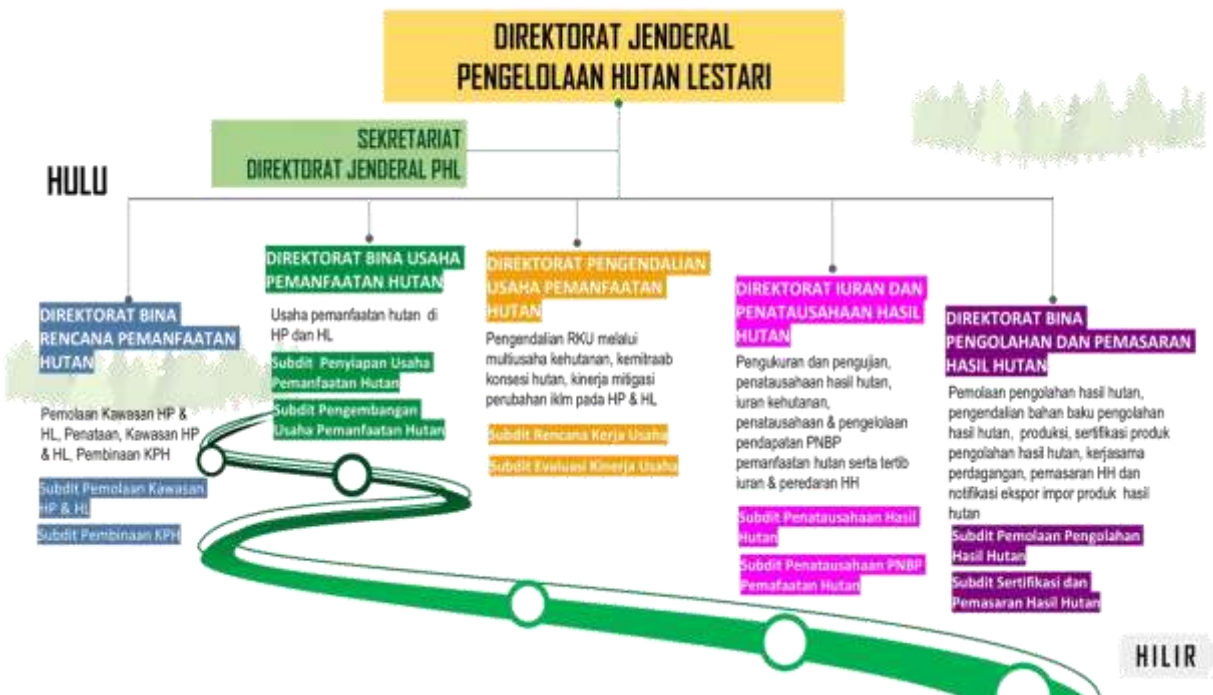 DIREKTORAT JENDERAL
PENGELOLAAN HUTAN LESTARI
SEKRETARIAT
DIREKTORAT JENDERAL PHL
HULU
DIREKTORAT BINA
RENCANA PEMANFAATAN
HUTAN
Pemolaan Kawasan HP &
HL, Penataan, Kawasan HP
& HL, Pembinaan KPH
Subdit Pemolaan Kawasan
HP & HL
Subdit Pembinaan KPH
DIREKTORAT BINA USAHA
PEMANFAATAN HUTAN
Usaha pemanfaatan hutan di
HP dan HL
Subdit Penyiapan Usaha
Pemanfaatan Hutan
Subdit Pengembangan
Usaha Pemanfaatan Hutan
DIREKTORAT PENGENDALIAN
USAHA PEMANFAATAN
HUTAN
Pengendalian RKU melalui
multiusaha kehutanan, kemitraab
konsesi hutan, kinerja mitigasi
perubahan iklm pada HP & HL
Subdit Rencana Kerja Usaha
Subdit Evaluasi Kinerja Usaha
DIREKTORAT IURAN DAN
PENATAUSAHAAN HASIL
HUTAN
Pengukuran dan pengujian,
penatausahaan hasil hutan,
iuran kehutanan,
penatausahaan & pengelolaan
pendapatan PNBP
pemanfaatan hutan serta tertib
iuran & peredaran HH
Subdit Penatausahaan Hasil
Hutan
Subdit Penatausahaan PNBP
Pemafaatan Hutan
DIREKTORAT BINA
PENGOLAHAN DAN PEMASARAN
HASIL HUTAN
Pemolaan pengolahan hasil hutan,
pengendalian bahan baku pengolahan
hasil hutan, produksi, sertifikasi produk
pengolahan hasil hutan, kerjasama
perdagangan, pemasaran HH dan
notifikasi ekspor impor produk hasil
hutan
Subdit Pemolaan Pengolahan
Hasil Hutan
Subdit Sertifikasi dan
Pemasaran Hasil Hutan
HILIR